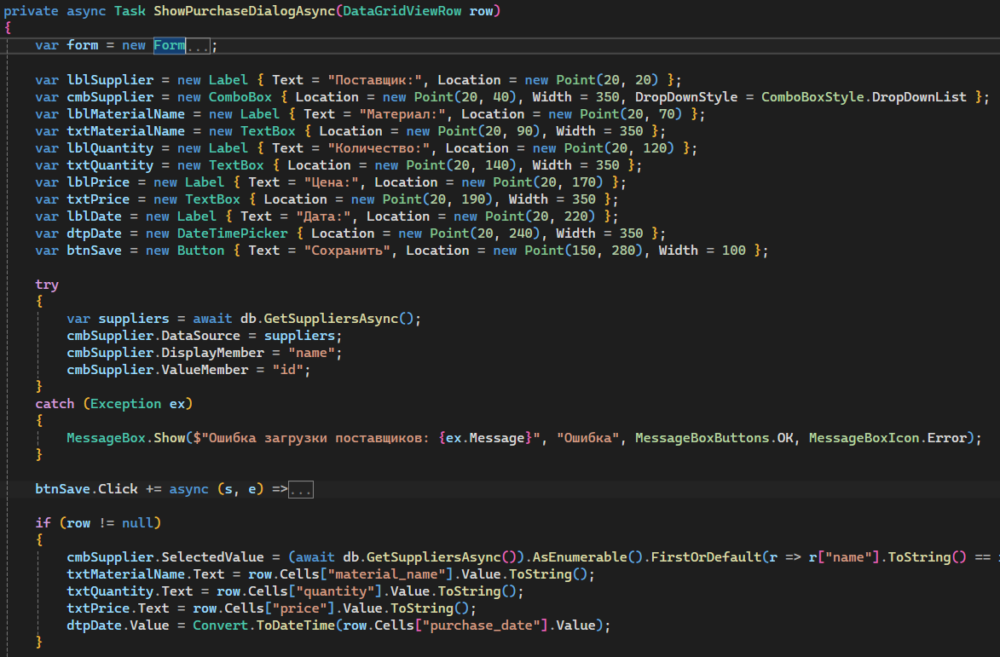 private async Task ShowPurchaseDialogAsync(DataGridViewRow row)
{
    var form = new Form...;

    var lblSupplier = new Label { Text = "Поставщик:", Location = new Point(20, 20) };
    var cmbSupplier = new ComboBox { Location = new Point(20, 40), Width = 350, DropDownStyle = ComboBoxStyle.DropDownList };
    var lblMaterialName = new Label { Text = "Материал:", Location = new Point(20, 70) };
    var txtMaterialName = new TextBox { Location = new Point(20, 90), Width = 350 };
    var lblQuantity = new Label { Text = "Количество:", Location = new Point(20, 120) };
    var txtQuantity = new TextBox { Location = new Point(20, 140), Width = 350 };
    var lblPrice = new Label { Text = "Цена:", Location = new Point(20, 170) };
    var txtPrice = new TextBox { Location = new Point(20, 190), Width = 350 };
    var lblDate = new Label { Text = "Дата:", Location = new Point(20, 220) };
    var dtpDate = new DateTimePicker { Location = new Point(20, 240), Width = 350 };
    var btnSave = new Button { Text = "Сохранить", Location = new Point(150, 280), Width = 100 };

    try
    {
        var suppliers = await db.GetSuppliersAsync();
        cmbSupplier.DataSource = suppliers;
        cmbSupplier.DisplayMember = "name";
        cmbSupplier.ValueMember = "id";
    }
    catch (Exception ex)
    {
        MessageBox.Show($"Ошибка загрузки поставщиков: {ex.Message}", "Ошибка", MessageBoxButtons.OK, MessageBoxIcon.Error);
    }

    btnSave.Click += async (s, e) =>...

    if (row != null)
    {
        cmbSupplier.SelectedValue = (await db.GetSuppliersAsync()).AsEnumerable().FirstOrDefault(r => r["name"].ToString() ==
        txtMaterialName.Text = row.Cells["material_name"].Value.ToString();
        txtQuantity.Text = row.Cells["quantity"].Value.ToString();
        txtPrice.Text = row.Cells["price"].Value.ToString();
        dtpDate.Value = Convert.ToDateTime(row.Cells["purchase_date"].Value);
    }